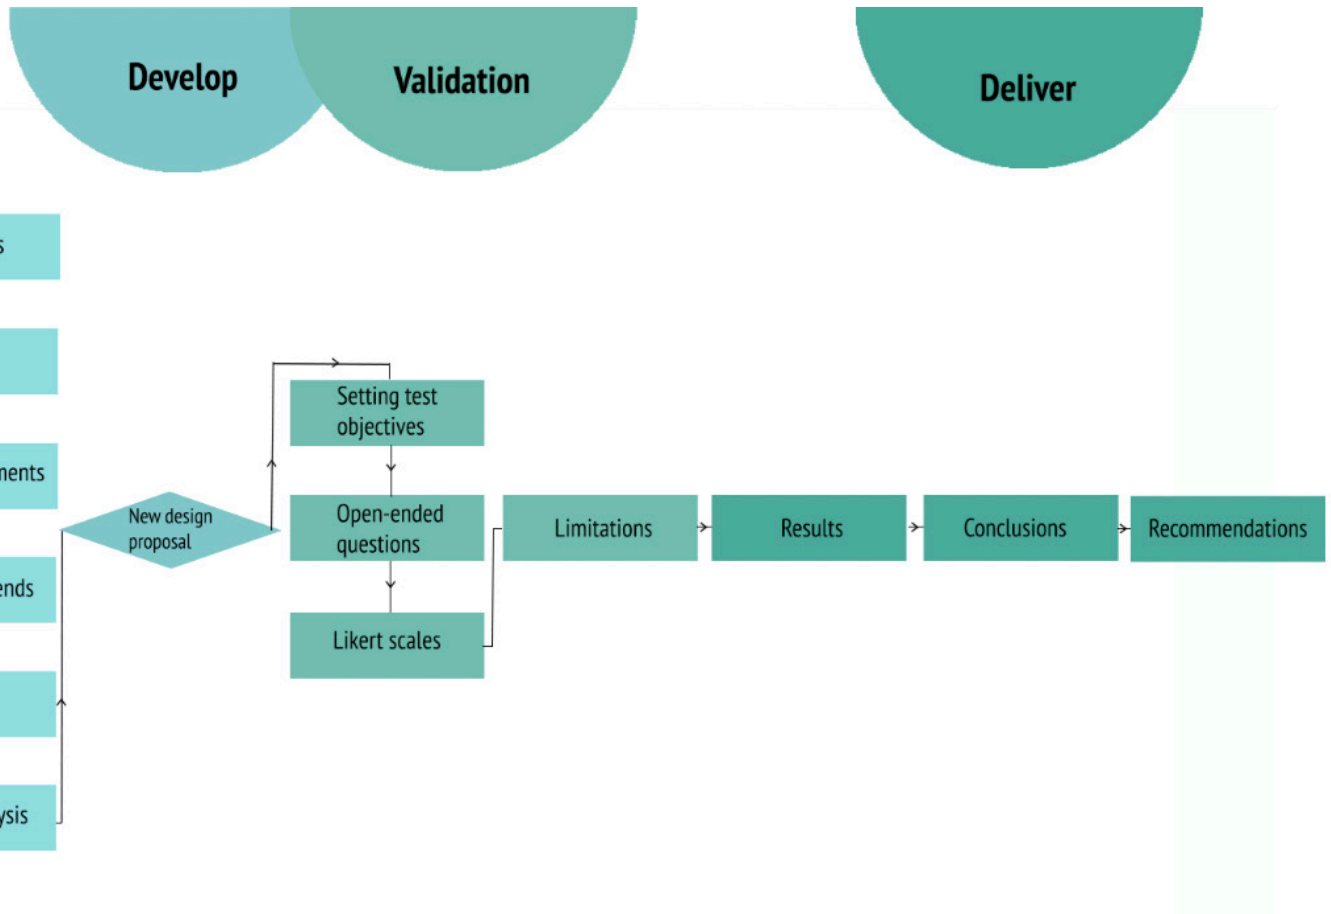 Develop
Validation
Deliver
Setting test
objectives
New design
proposal
Open-ended
questions
Limitations
Results
Conclusions
Recommendations
Likert scales